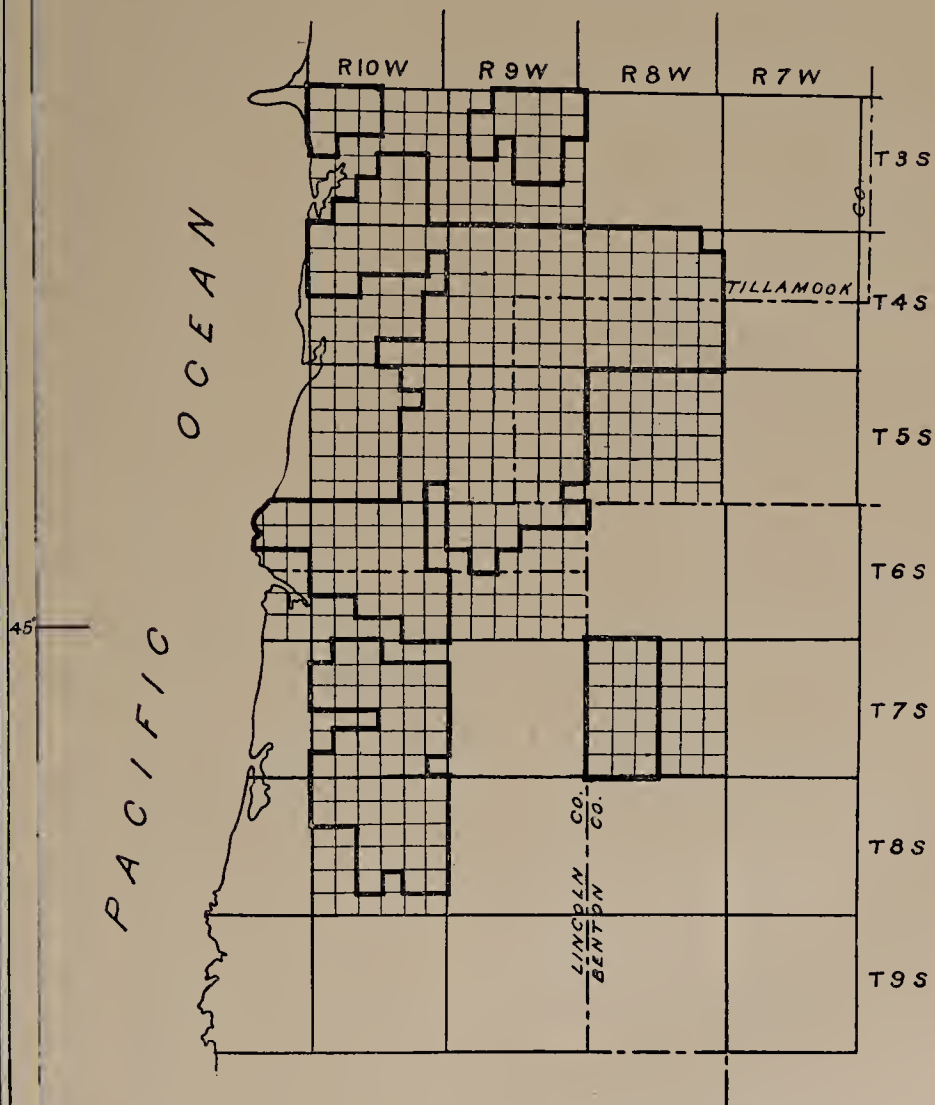 R10W R9W R8W R7W
T3S
CO
TILLAMOOK
T4S
T5S
T6S
45°
T7S
T8S
T9S
PACIFIC OCEAN
LINCOLN CO.
BENTON CO.